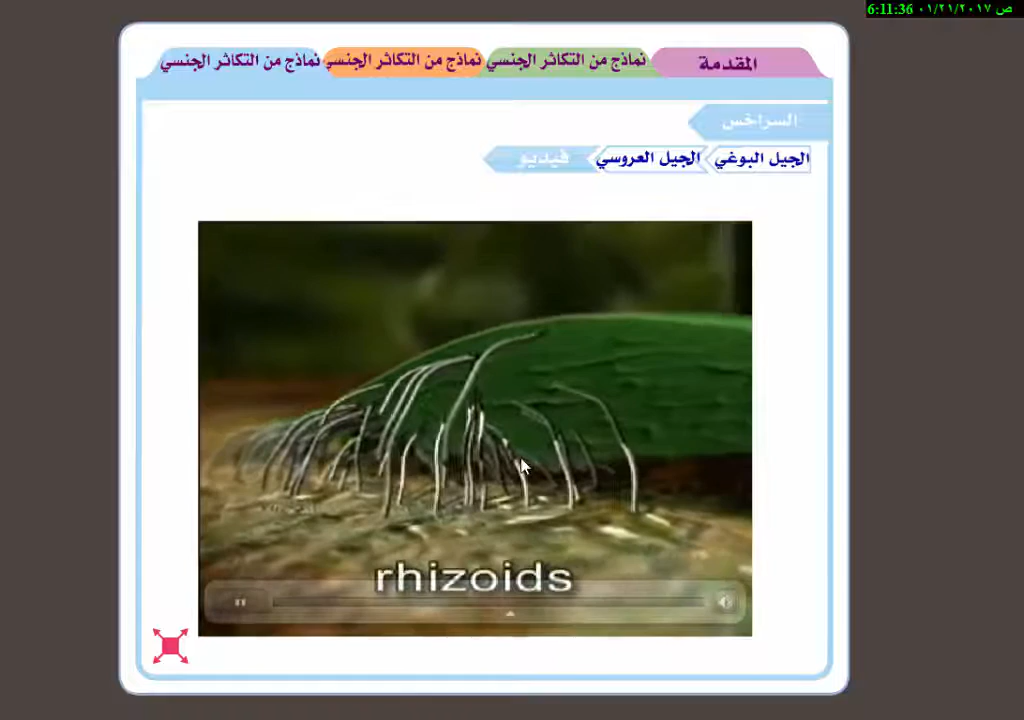 6:11:36 ص ٠١/٢١/٢٠١٧
المقدمة
نماذج من التكاثر الجنسي
نماذج من التكاثر الجنسي
نماذج من التكاثر الجنسي
السراخس
الجيل البوغي
الجيل العروسي
فيديو
rhizoids